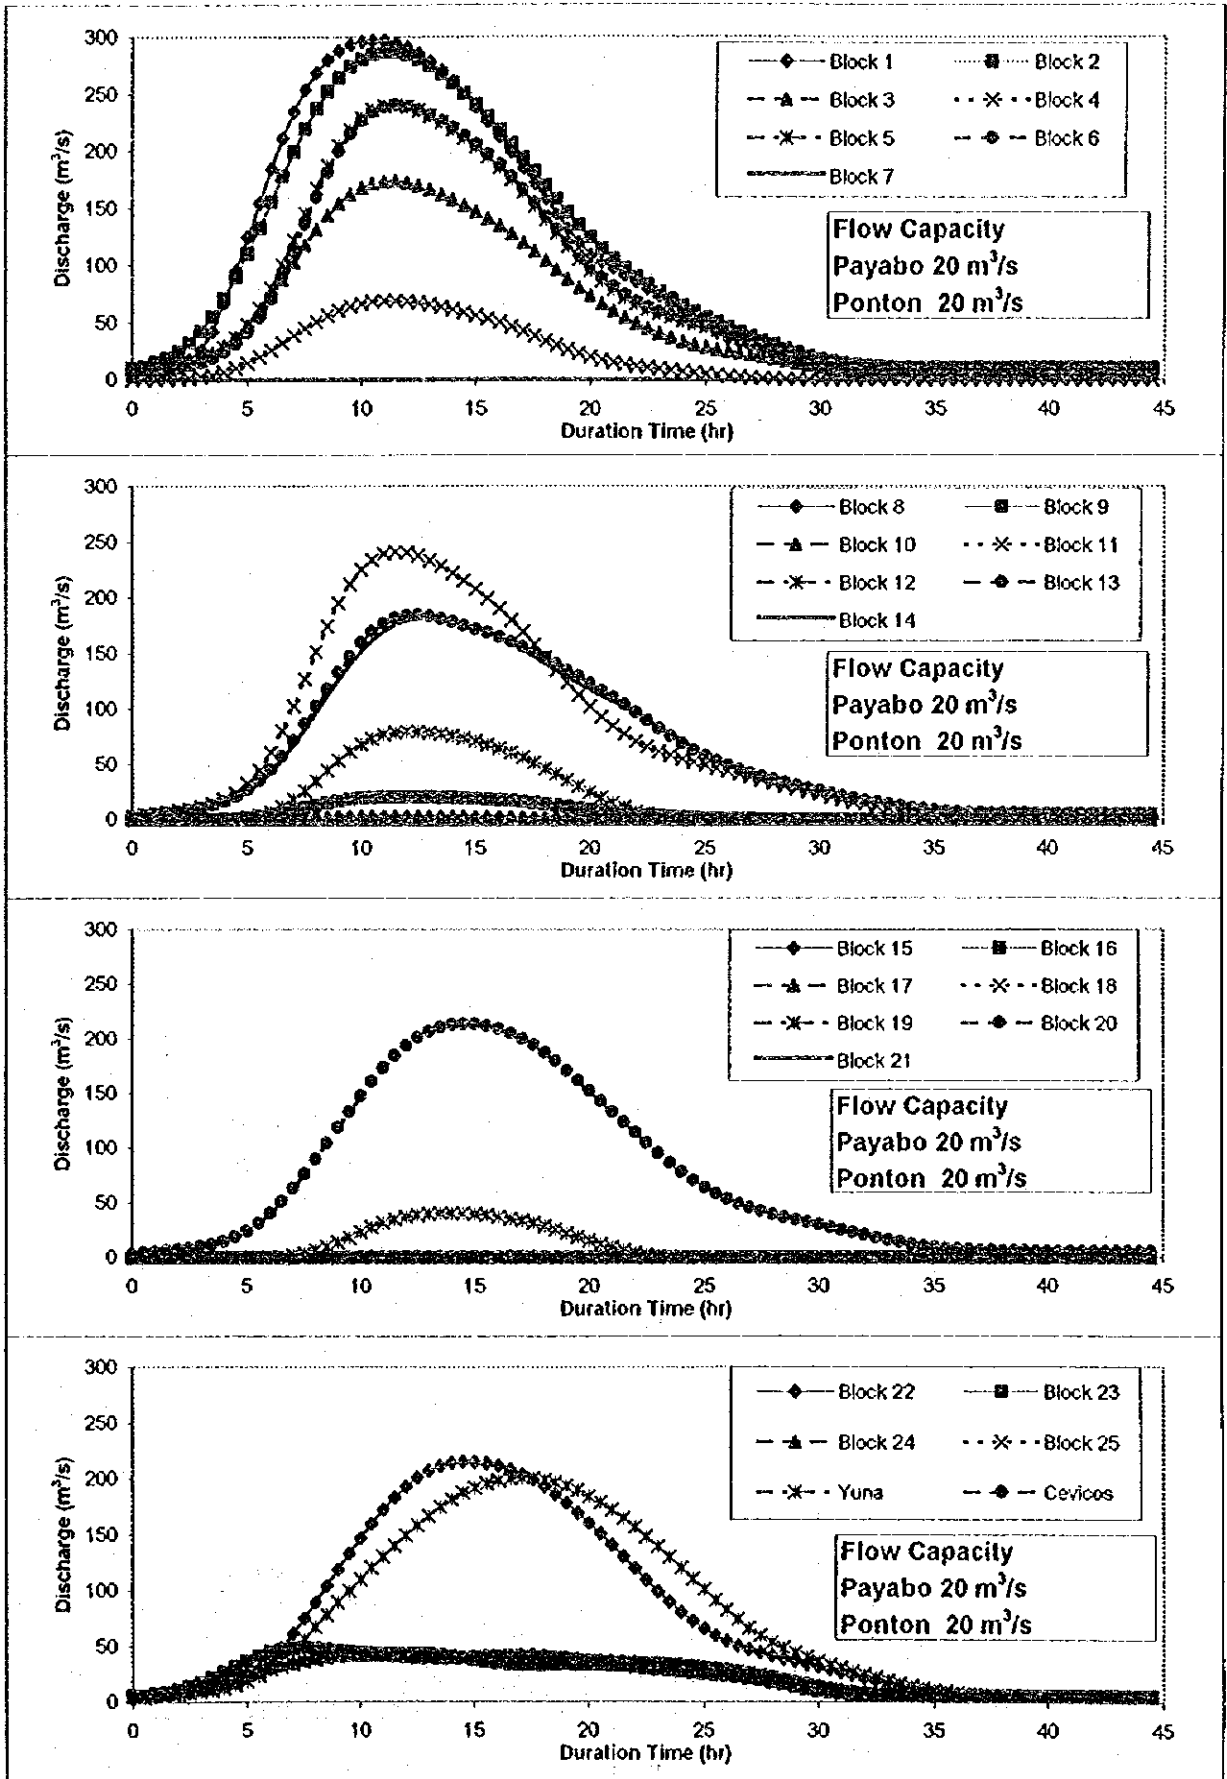 300
250
200
150
100
50
0
Discharge (m³/s)
Block 1 Block 2
Block 3 Block 4
Block 5 Block 6
Block 7
Flow Capacity
Payabo 20 m³/s
Ponton 20 m³/s
0 5 10 15 20 25 30 35 40 45
Duration Time (hr)
300
250
200
150
100
50
0
Discharge (m³/s)
Block 8 Block 9
Block 10 Block 11
Block 12 Block 13
Block 14
Flow Capacity
Payabo 20 m³/s
Ponton 20 m³/s
0 5 10 15 20 25 30 35 40 45
Duration Time (hr)
300
250
200
150
100
50
0
Discharge (m³/s)
Block 15 Block 16
Block 17 Block 18
Block 19 Block 20
Block 21
Flow Capacity
Payabo 20 m³/s
Ponton 20 m³/s
0 5 10 15 20 25 30 35 40 45
Duration Time (hr)
300
250
200
150
100
50
0
Discharge (m³/s)
Block 22 Block 23
Block 24 Block 25
Yuna Cevicos
Flow Capacity
Payabo 20 m³/s
Ponton 20 m³/s
0 5 10 15 20 25 30 35 40 45
Duration Time (hr)